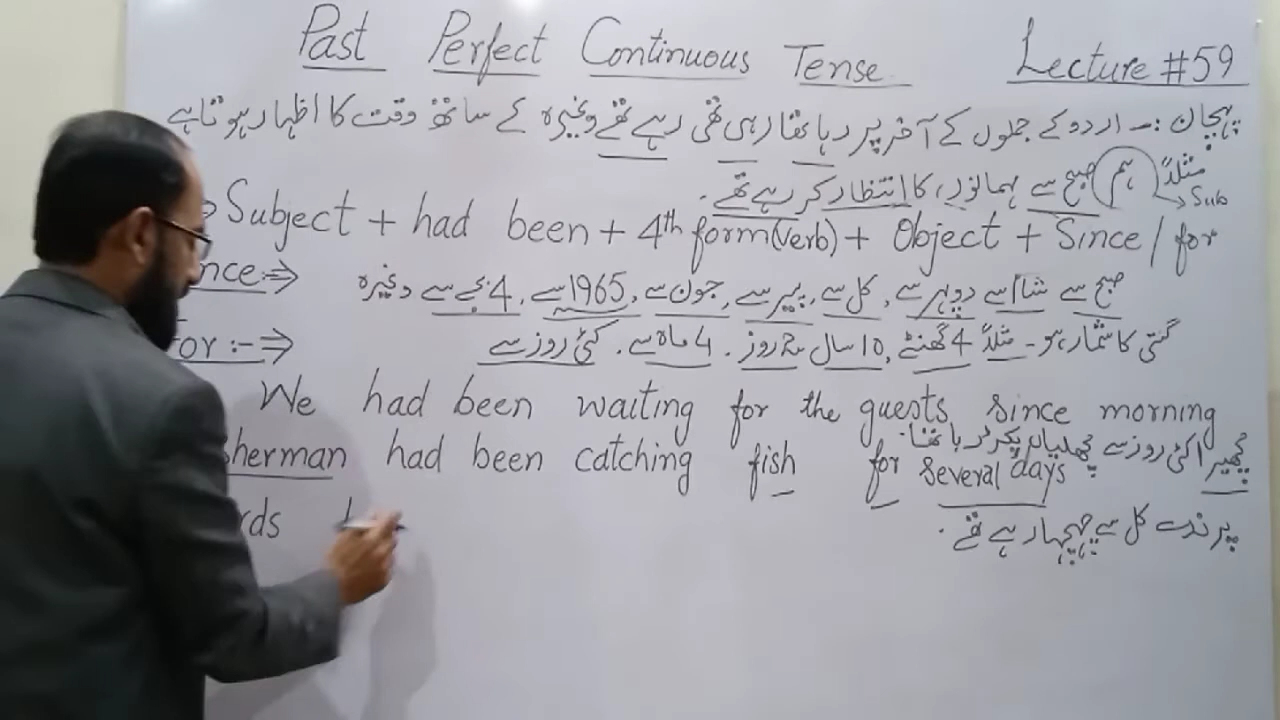 Past Perfect Continuous Tense Lecture #59
پہچان :۔ اردو کے جملوں کے آخر پر رہا تھا رہی تھی رہے تھے وغیرہ کے ساتھ وقت کا اظہار ہوتا ہے
مثلاً ہم صبح سے مہمانوں کا انتظار کر رہے تھے ۔
Sub
Subject + had been + 4th form (verb) + Object + Since / for
nce :⇒ صبح سے شام سے دوپہر سے , کل سے , پیر سے , جون سے , 1965 سے , 4 بجے سے وغیرہ
For :- ⇒ گنتی کا شمار ہو ۔ مثلاً 4 گھنٹے , 10 سال 2 روز . 4 ماہ سے . کئی روز سے
We had been waiting for the guests since morning
مچھیرا کئی روز سے مچھلیاں پکڑ رہا تھا .
sherman had been catching fish for several days
rds پرندے کل سے چہچہا رہے تھے .